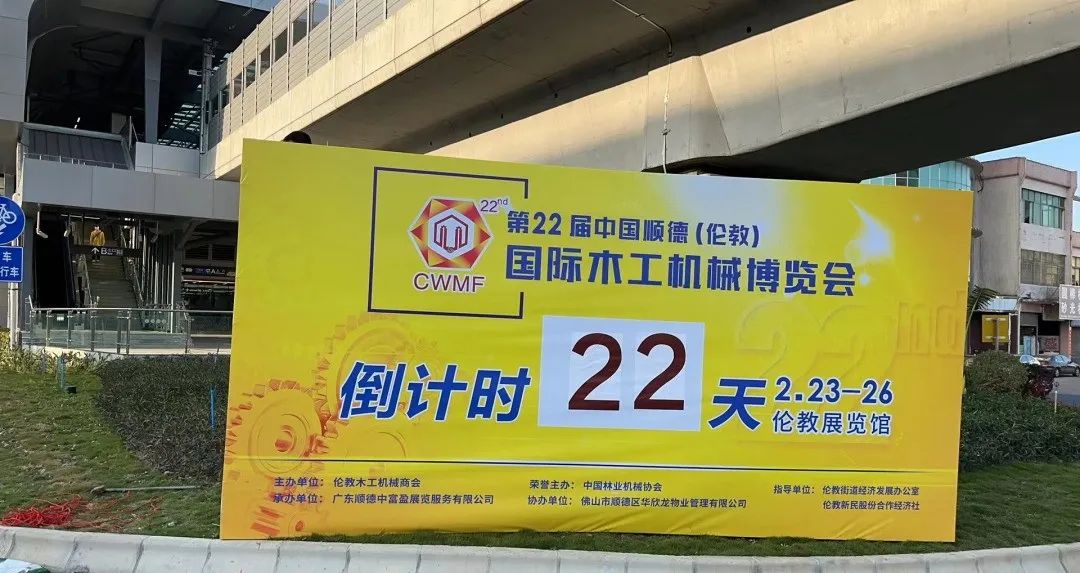 22nd
CWMF
第22届中国顺德(伦教)
国际木工机械博览会
倒计时 22 天
2.23-26
伦教展览馆
主办单位: 伦教木工机械商会
承办单位: 广东顺德中富盈展览服务有限公司
荣誉主办: 中国林业机械协会
协办单位: 佛山市顺德区华欣龙物业管理有限公司
指导单位: 伦教街道经济发展办公室
伦教新民股份合作经济社
车
行车